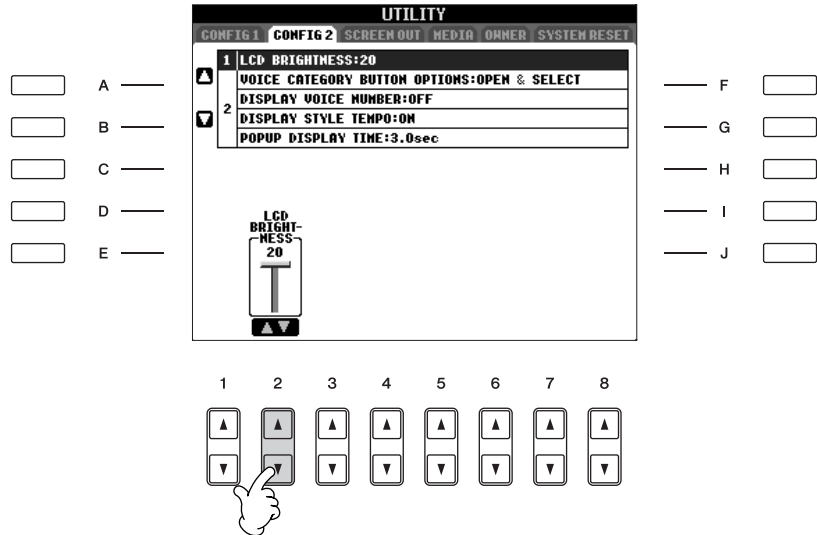 UTILITY
CONFIG 1 CONFIG 2 SCREEN OUT MEDIA OWNER SYSTEM RESET
1 LCD BRIGHTNESS:20
2 VOICE CATEGORY BUTTON OPTIONS:OPEN & SELECT
DISPLAY VOICE NUMBER:OFF
DISPLAY STYLE TEMPO:ON
POPUP DISPLAY TIME:3.0sec
A
B
C
D
E
F
G
H
I
J
LCD
BRIGHT-
NESS
20
1 2 3 4 5 6 7 8